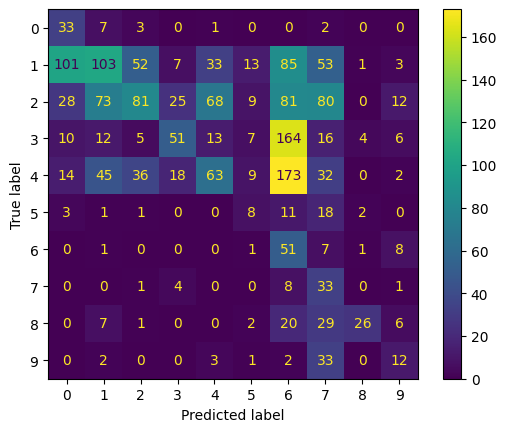 0 33 7 3 0 1 0 0 2 0 0
1 101 103 52 7 33 13 85 53 1 3
2 28 73 81 25 68 9 81 80 0 12
3 10 12 5 51 13 7 164 16 4 6
4 14 45 36 18 63 9 173 32 0 2
5 3 1 1 0 0 8 11 18 2 0
6 0 1 0 0 0 1 51 7 1 8
7 0 0 1 4 0 0 8 33 0 1
8 0 7 1 0 0 2 20 29 26 6
9 0 2 0 0 3 1 2 33 0 12
0 1 2 3 4 5 6 7 8 9
Predicted label
True label
160
140
120
100
80
60
40
20
0